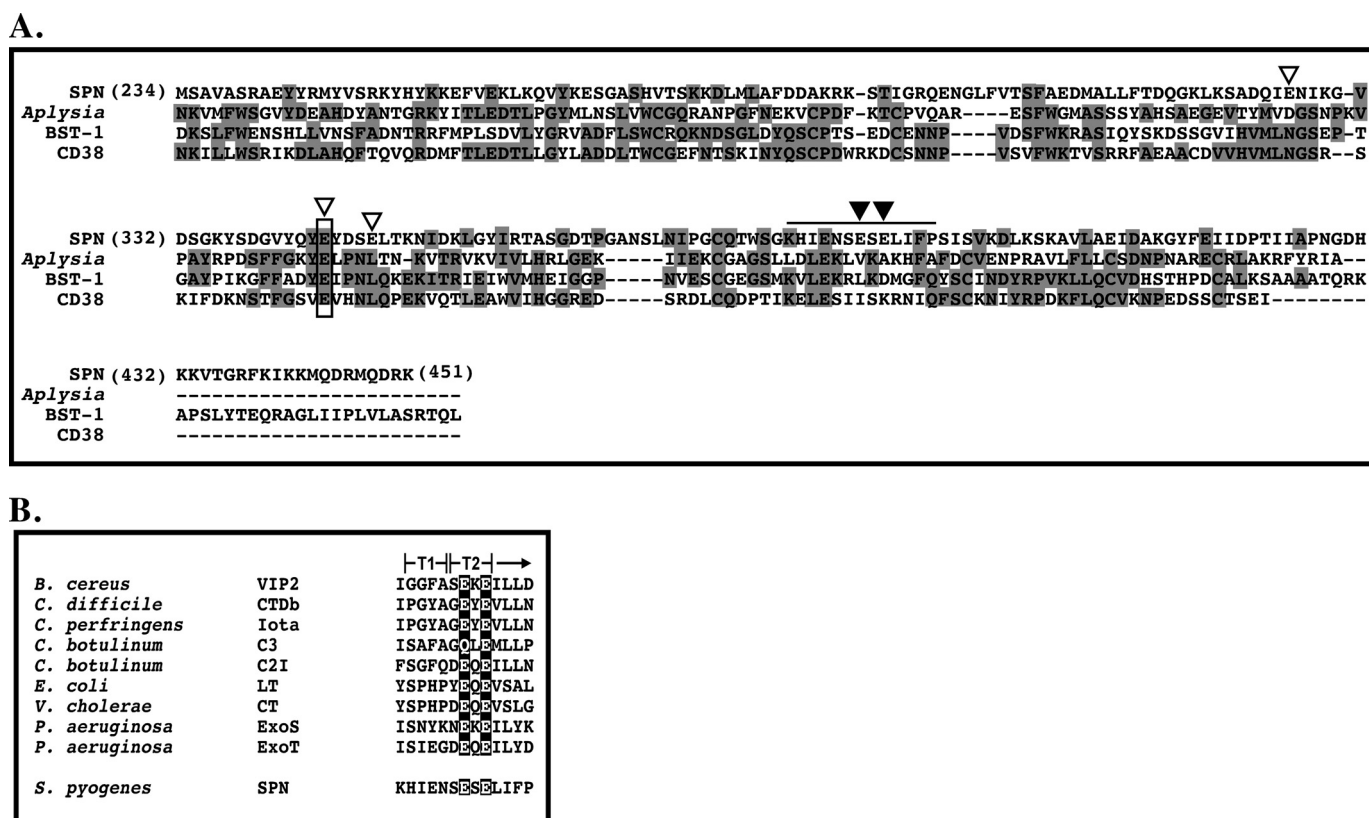 A.
SPN (234) MSAVASRAEYYRMYVSRKYHYKKEFVEKLKQVYKESGASHVTSKKDLMLAFDDAKRK-STIGRQENGLFVTSFAEDMALLFTDQGKLKSADQIENIKG-V
Aplysia NKVMFWSGVYDEAHDYANTGRKYITLEDTLPGYMLNSLVWCGQRANPGFNEKVCPDF-KTCPVQAR---ESFWGMASSSYAHSAEGEVTYMVDGSNPKV
BST-1 DKSLFWENSHLLVNSFADNTRRFMPLSDVLYGRVADFLSWCRQKNDSGLDYQSCPTS-EDCENNP----VDSFWKRASIQYSKDSSGVIHVMLNGSEP-T
CD38 NKILLWSRIKDLAHQFTQVQRDMFTLEDTLLGYLADDLTWCGEFNTSKINYQSCPDWRKDCSNNP----VSVFWKTVSRRFAEAACDVVHVMLNGSR--S
SPN (332) DSGKYSDGVYQYEYDSELTKNIDKLGYIRTASGDTPGANSLNIPGCQTWSGKHIENSESELIFPSISVKDLKSKAVLAEIDAKGYFEIIDPTIIAPNGDH
Aplysia PAYRPDSFFGKYELPNLTN-KVTRVKVIVLHRLGEK-----IIEKCGAGSLLDLEKLVKAKHFAFDCVENPRAVLFLLCSDNPNARECRLAKRFYRIA--
BST-1 GAYPIKGFFADYEIPNLQKEKITRIEIWVMHEIGGP-----NVESCGEGSMKVLEKRLKDMGFQYSCINDYRPVKLLQCVDHSTHPDCALKSAAAATQRK
CD38 KIFDKNSTFGSVEVHNLQPEKVQTLEAWVIHGGRED-----SRDLCQDPTIKELESIISKRNIQFSCKNIYRPDKFLQCVKNPEDSSCTSEI--------
SPN (432) KKVTGRFKIKKMQDRMQDRK (451)
Aplysia ------------------------
BST-1 APSLYTEQRAGLIIPLVLASRTQL
CD38 ------------------------
B.
T1 T2
B. cereus VIP2 IGGFASEKEILLD
C. difficile CTDb IPGYAGEYEVLLN
C. perfringens Iota IPGYAGEYEVLLN
C. botulinum C3 ISAFAGQLEMLLP
C. botulinum C2I FSGFQDEQEILLN
E. coli LT YSPHPYEQEVSAL
V. cholerae CT YSPHPDEQEVSLG
P. aeruginosa ExoS ISNYKNEKEILYK
P. aeruginosa ExoT ISIEGDEQEILYD
S. pyogenes SPN KHIENSESELIFP